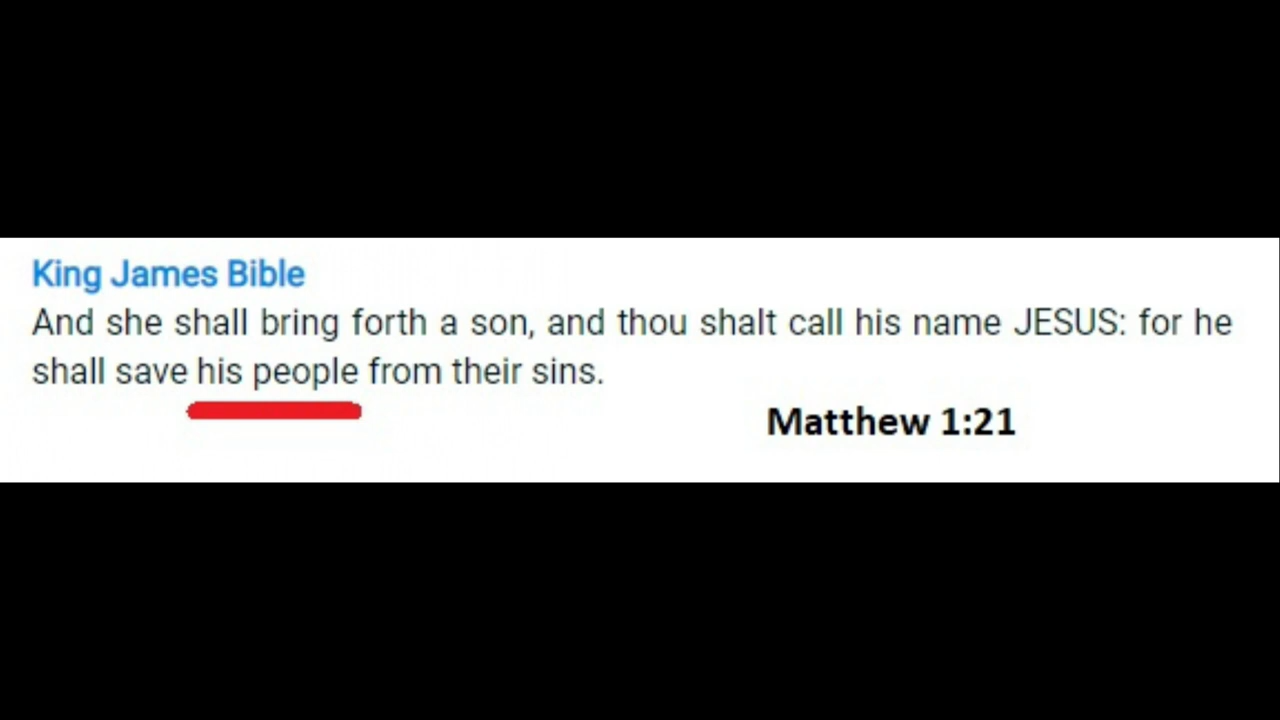 King James Bible
And she shall bring forth a son, and thou shalt call his name JESUS: for he
shall save his people from their sins.
Matthew 1:21